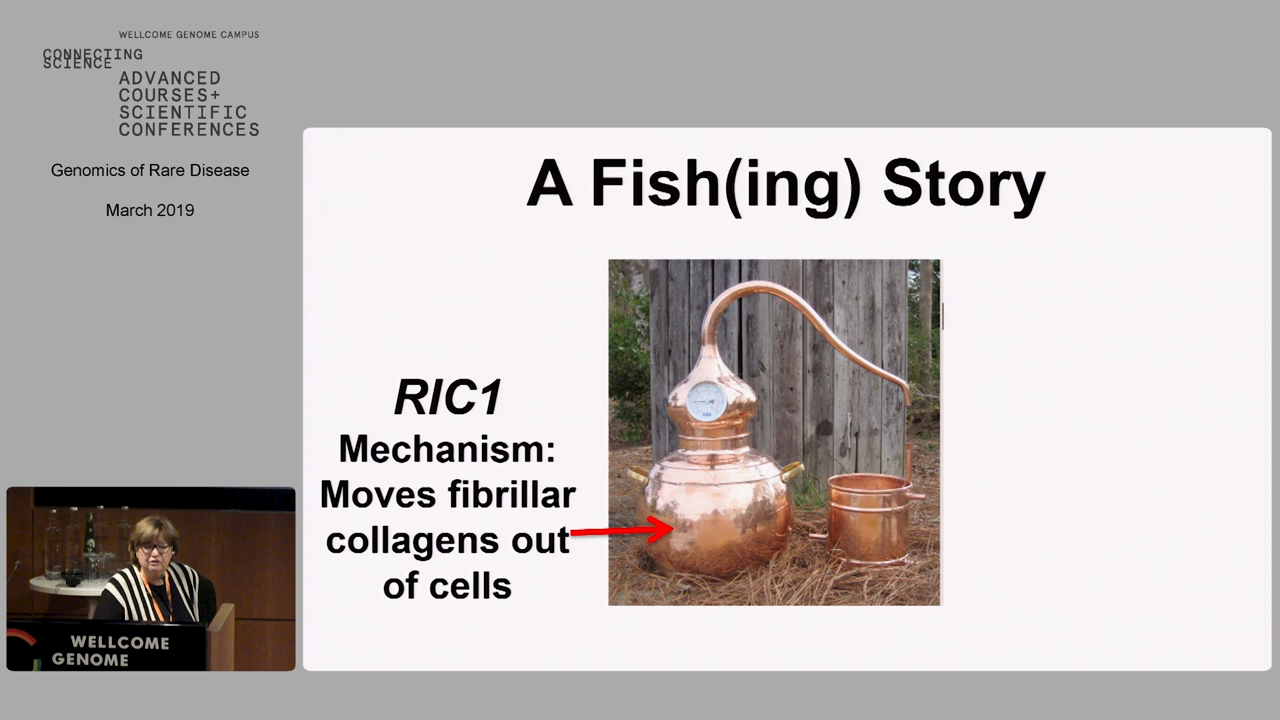 WELLCOME GENOME CAMPUS
CONNECTING
SCIENCE
ADVANCED
COURSES+
SCIENTIFIC
CONFERENCES
Genomics of Rare Disease
March 2019
A Fish(ing) Story
RIC1
Mechanism:
Moves fibrillar
collagens out
of cells
WELLCOME
GENOME